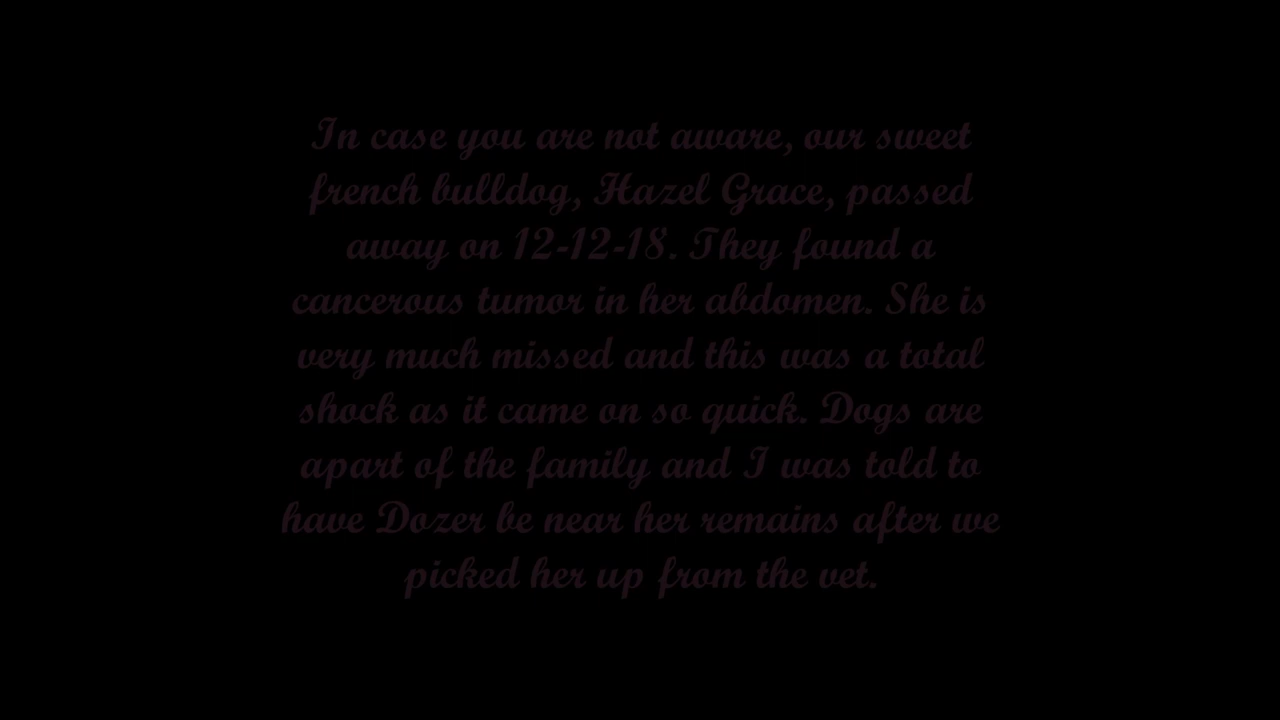 In case you are not aware, our sweet
french bulldog, Hazel Grace, passed
away on 12-12-18. They found a
cancerous tumor in her abdomen. She is
very much missed and this was a total
shock as it came on so quick. Dogs are
apart of the family and I was told to
have Dozer be near her remains after we
picked her up from the vet.